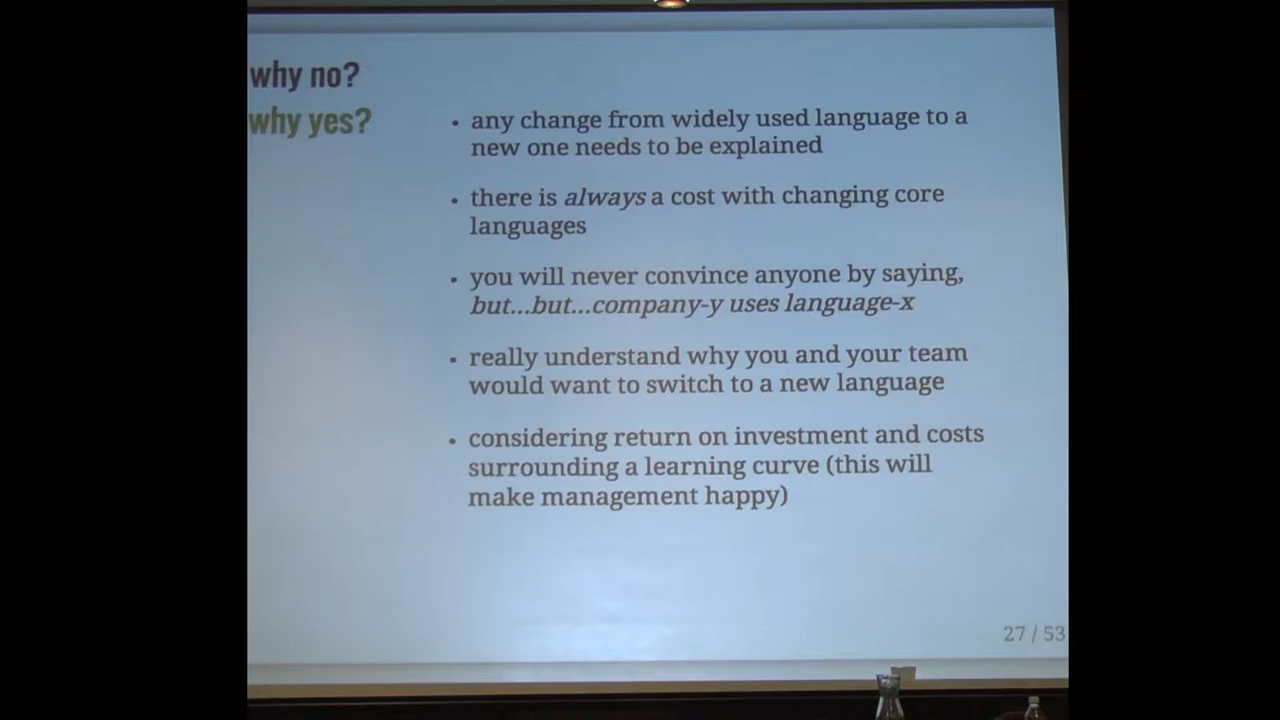 why no?
why yes?
• any change from widely used language to a
new one needs to be explained
• there is always a cost with changing core
languages
• you will never convince anyone by saying,
but...but...company-y uses language-x
• really understand why you and your team
would want to switch to a new language
• considering return on investment and costs
surrounding a learning curve (this will
make management happy)
27 / 53